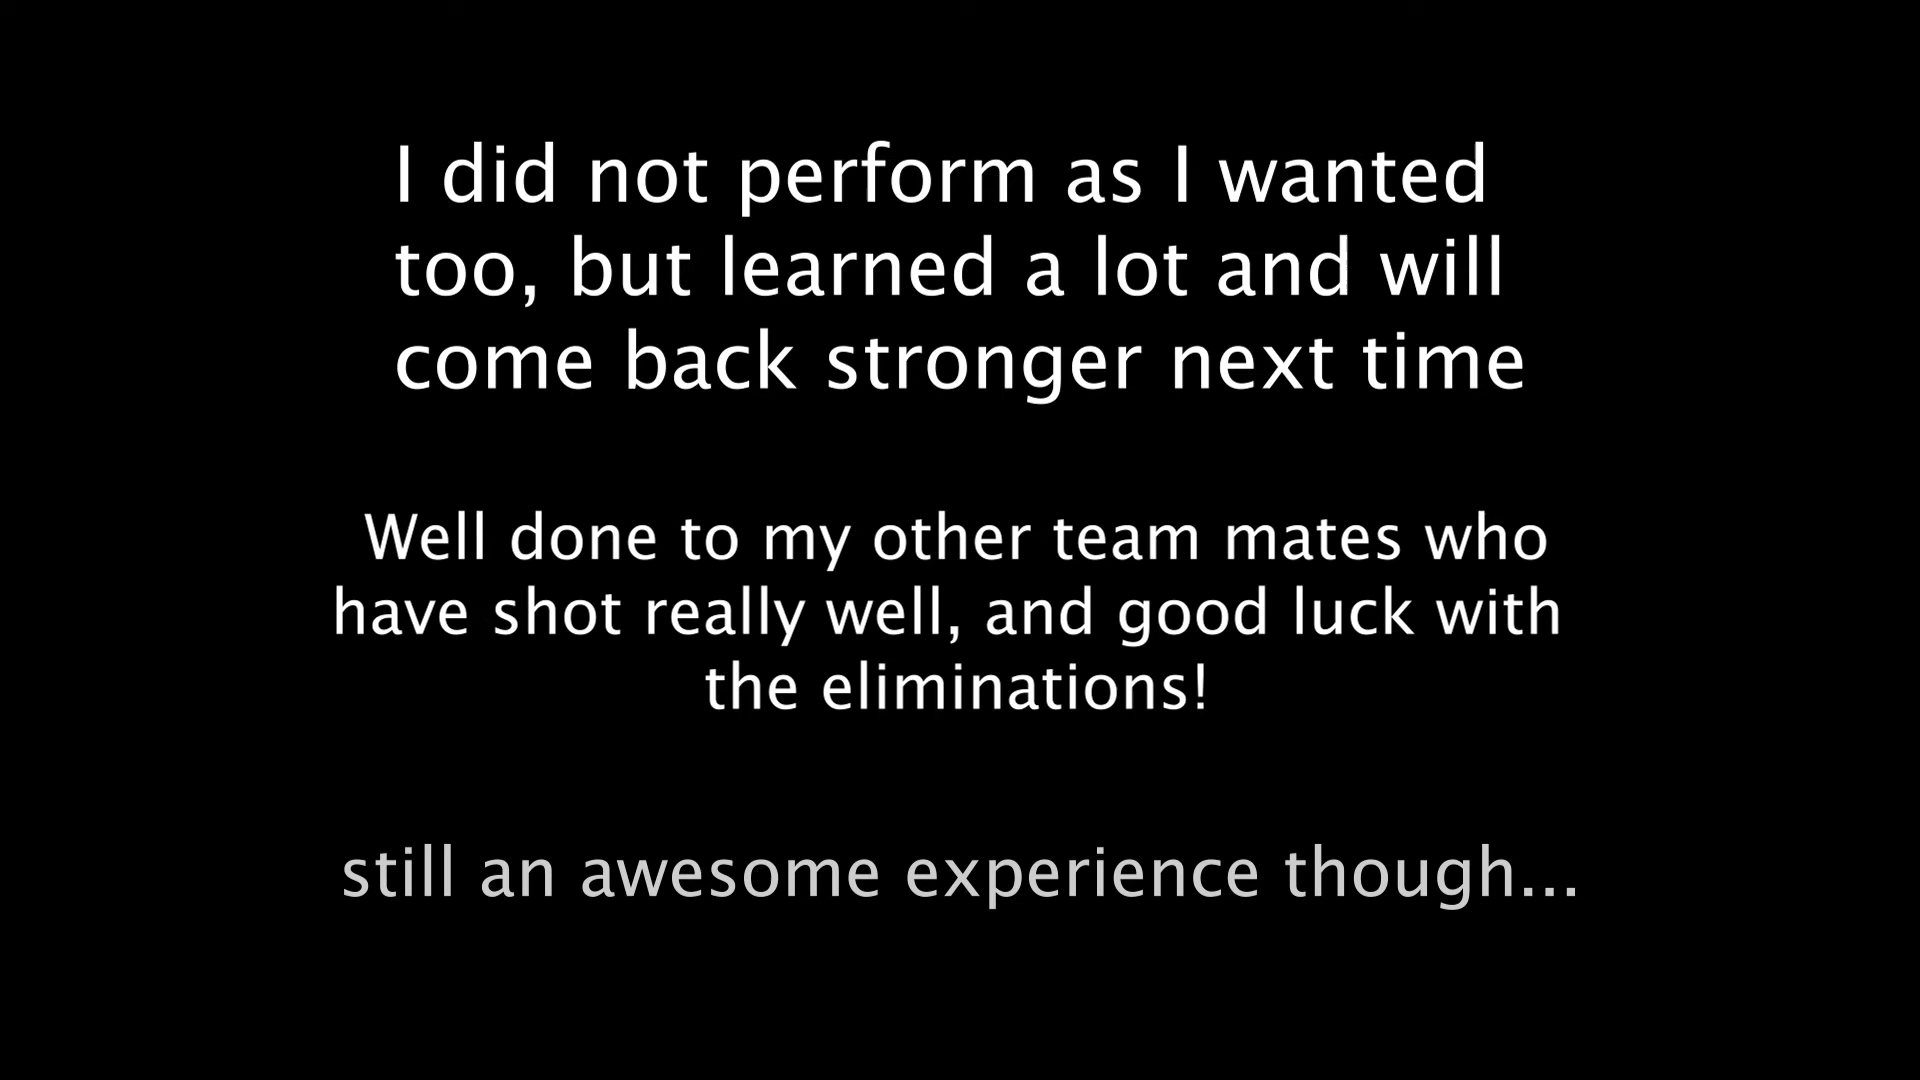 I did not perform as I wanted
too, but learned a lot and will
come back stronger next time
Well done to my other team mates who
have shot really well, and good luck with
the eliminations!
still an awesome experience though...